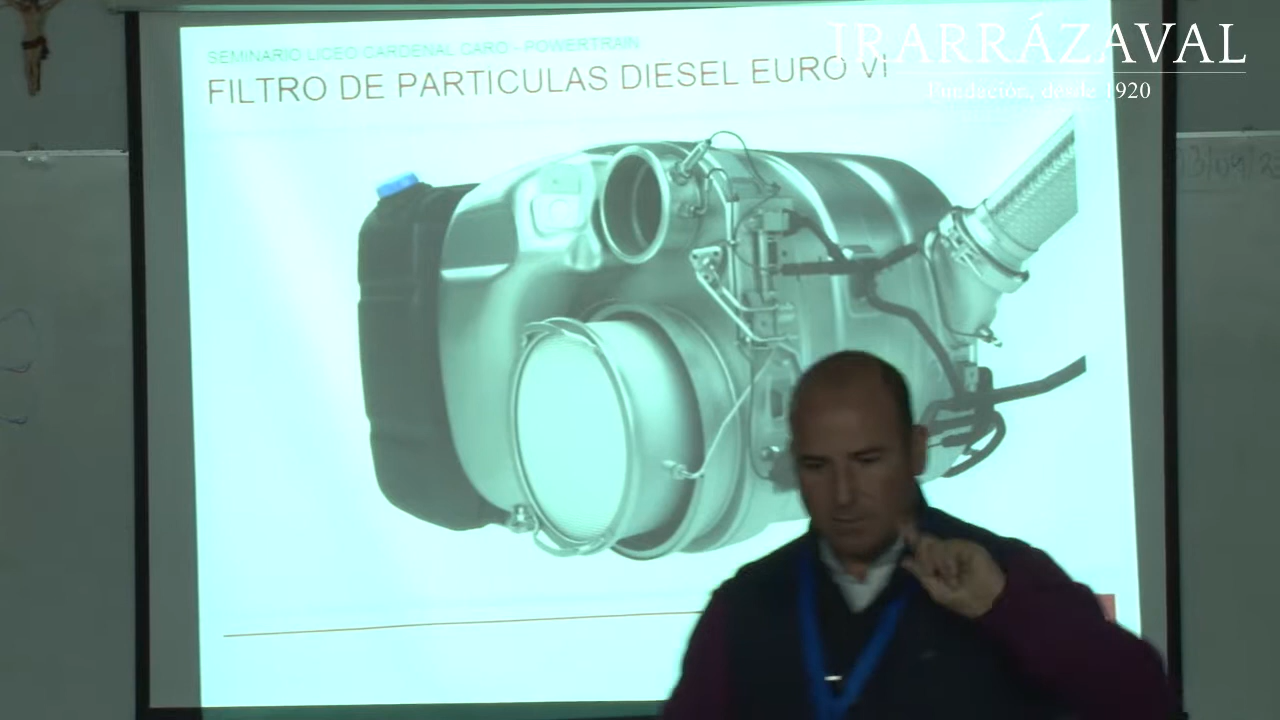 SEMINARIO LICEO CARDENAL CARO - POWERTRAIN
FILTRO DE PARTICULAS DIESEL EURO VI
IRARRÁZAVAL
Fundación, desde 1920